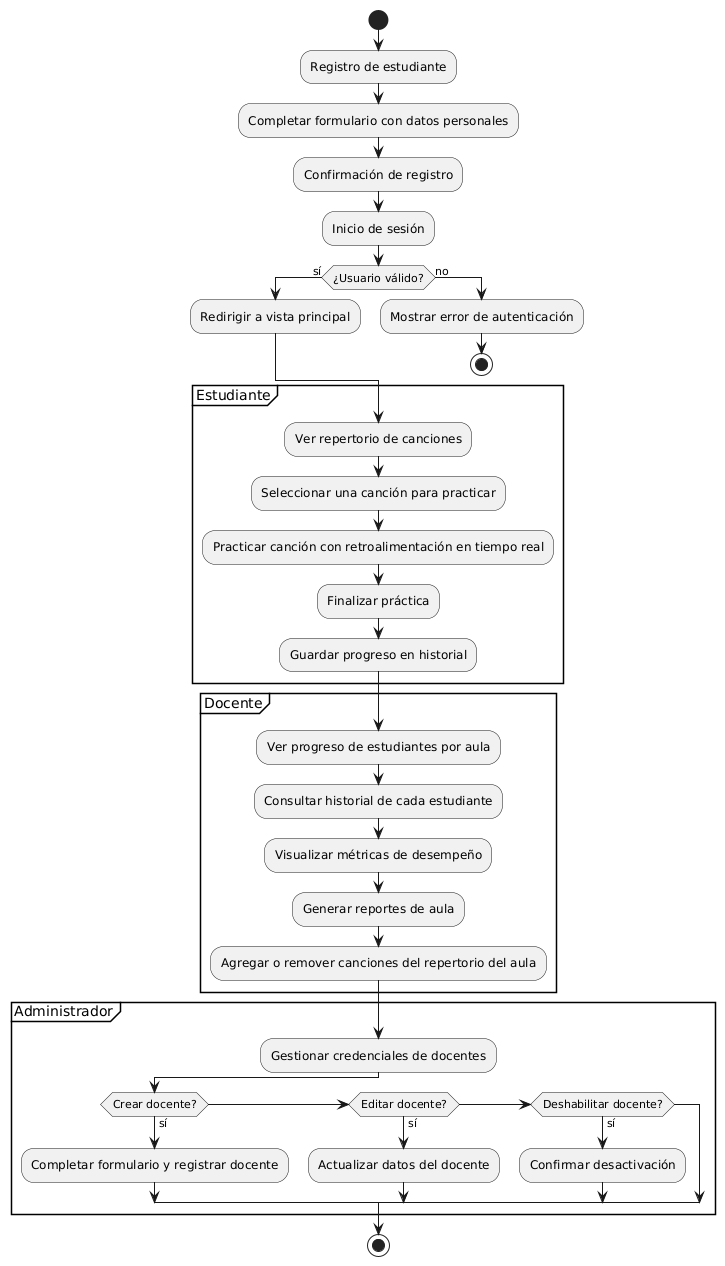 Registro de estudiante
Completar formulario con datos personales
Confirmación de registro
Inicio de sesión
sí
¿Usuario válido?
no
Redirigir a vista principal
Mostrar error de autenticación
Estudiante
Ver repertorio de canciones
Seleccionar una canción para practicar
Practicar canción con retroalimentación en tiempo real
Finalizar práctica
Guardar progreso en historial
Docente
Ver progreso de estudiantes por aula
Consultar historial de cada estudiante
Visualizar métricas de desempeño
Generar reportes de aula
Agregar o remover canciones del repertorio del aula
Administrador
Gestionar credenciales de docentes
Crear docente?
Editar docente?
Deshabilitar docente?
sí
sí
sí
Completar formulario y registrar docente
Actualizar datos del docente
Confirmar desactivación